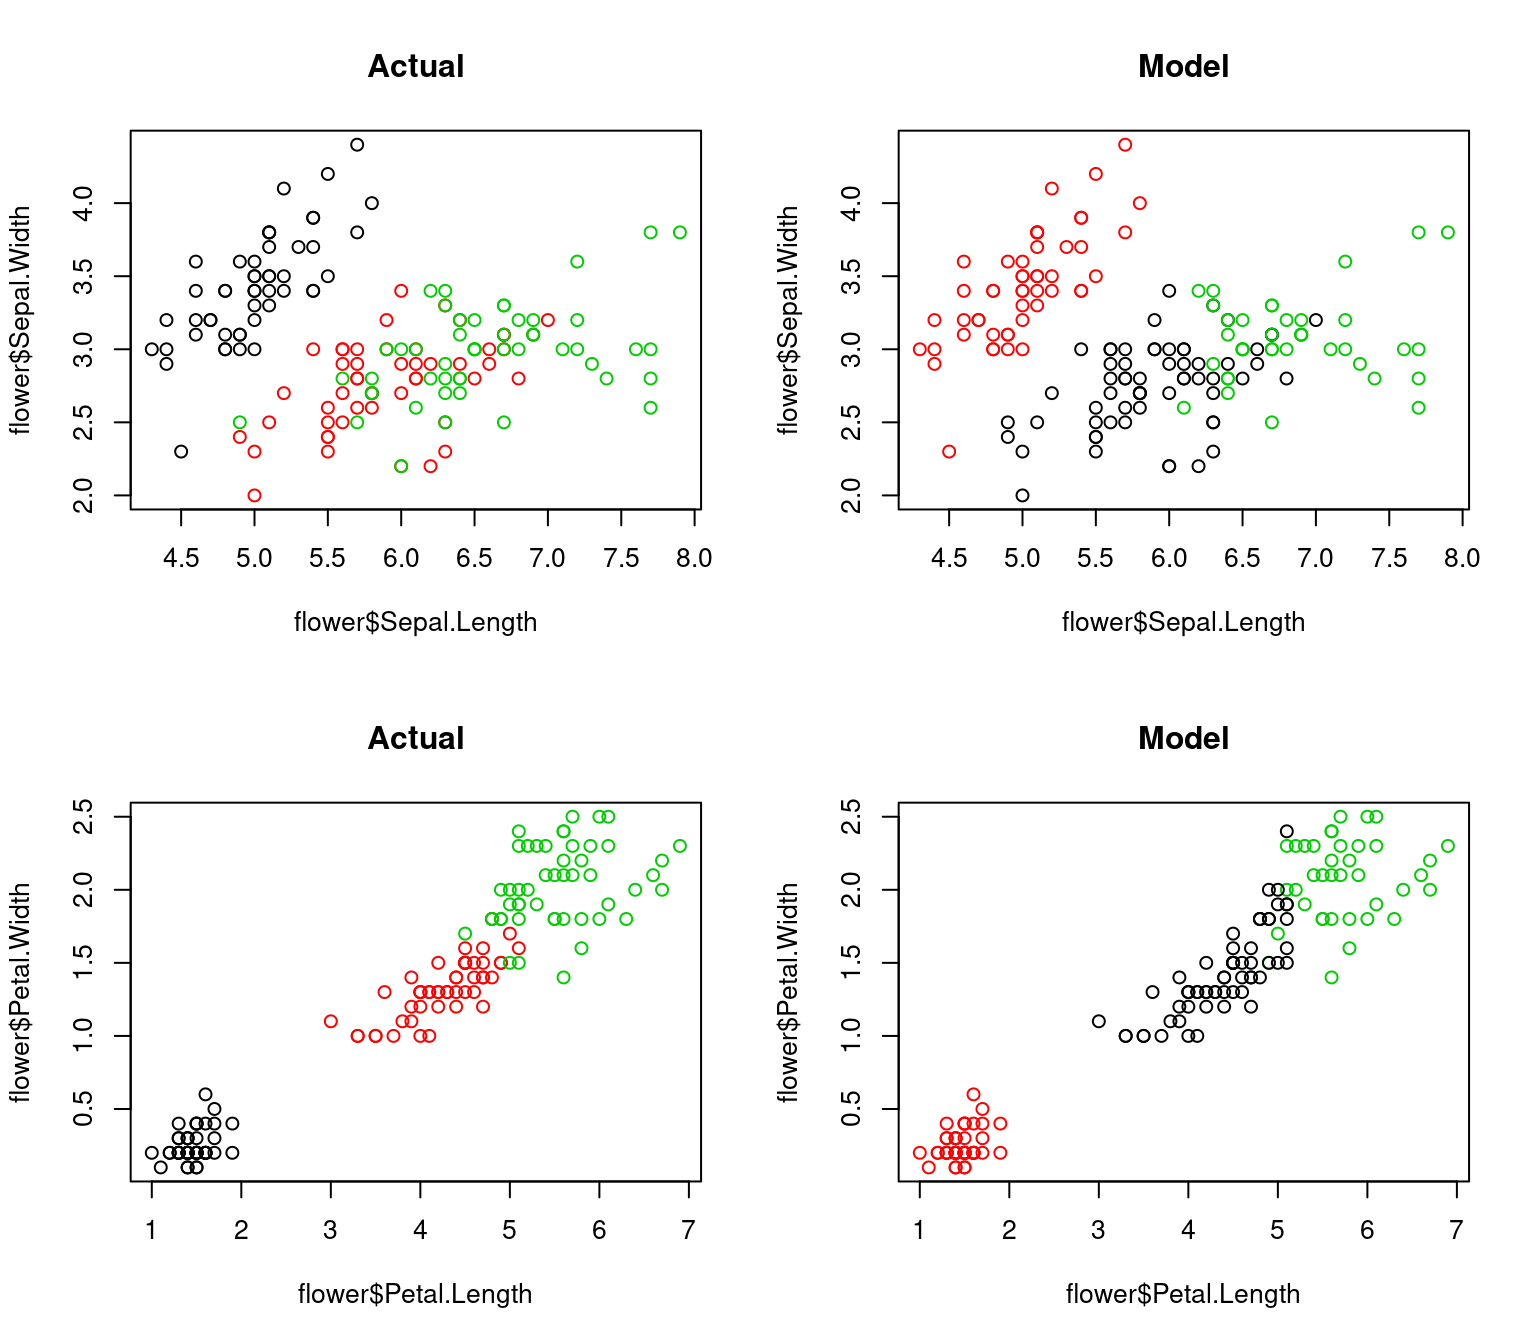 Actual
flower$Sepal.Width
4.0
3.5
3.0
2.5
2.0
4.5 5.0 5.5 6.0 6.5 7.0 7.5 8.0
flower$Sepal.Length
Model
flower$Sepal.Width
4.0
3.5
3.0
2.5
2.0
4.5 5.0 5.5 6.0 6.5 7.0 7.5 8.0
flower$Sepal.Length
Actual
flower$Petal.Width
2.5
2.0
1.5
1.0
0.5
1 2 3 4 5 6 7
flower$Petal.Length
Model
flower$Petal.Width
2.5
2.0
1.5
1.0
0.5
1 2 3 4 5 6 7
flower$Petal.Length